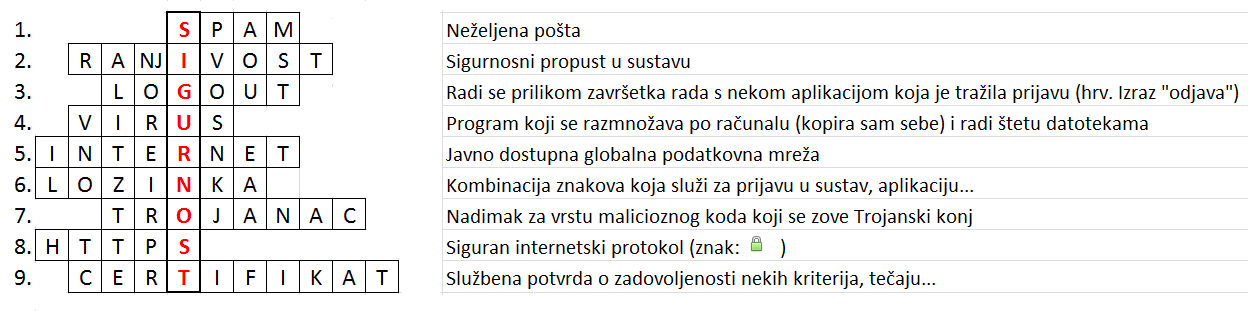 1. S P A M Neželjena pošta
2. R A NJ I V O S T Sigurnosni propust u sustavu
3. L O G O U T Radi se prilikom završetka rada s nekom aplikacijom koja je tražila prijavu (hrv. Izraz "odjava")
4. V I R U S Program koji se razmnožava po računalu (kopira sam sebe) i radi štetu datotekama
5. I N T E R N E T Javno dostupna globalna podatkovna mreža
6. L O Z I N K A Kombinacija znakova koja služi za prijavu u sustav, aplikaciju...
7. T R O J A N A C Nadimak za vrstu malicioznog koda koji se zove Trojanski konj
8. H T T P S Siguran internetski protokol (znak: )
9. C E R T I F I K A T Službena potvrda o zadovoljenosti nekih kriterija, tečaju...